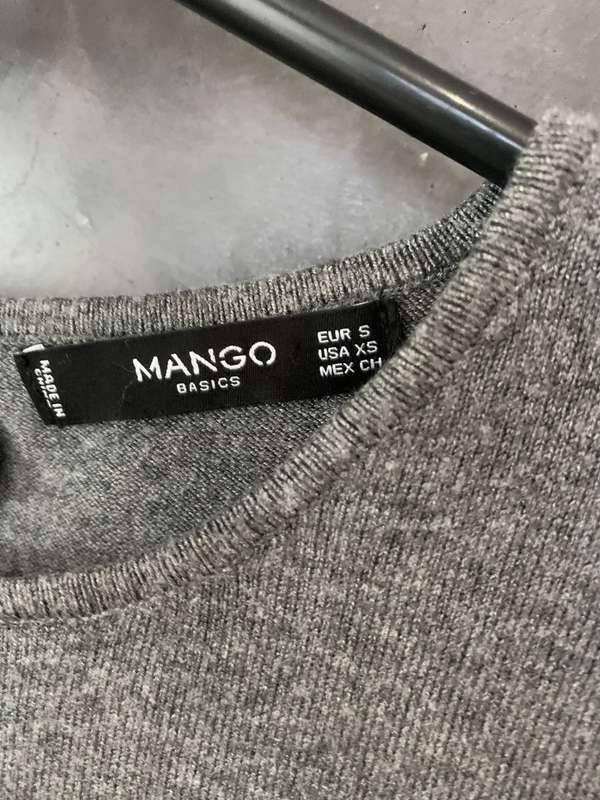 MANGO
BASICS
EUR S
USA XS
MEX CH
MADE IN
CHINA